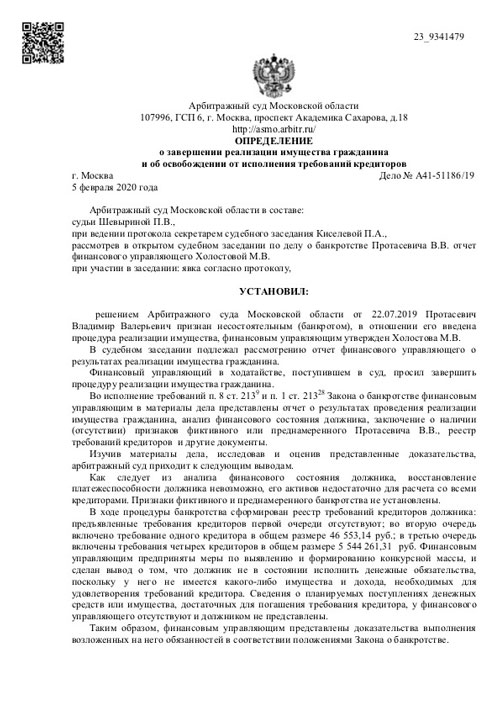 23_9341479
Арбитражный суд Московской области
107996, ГСП 6, г. Москва, проспект Академика Сахарова, д.18
http://asmo.arbitr.ru/
ОПРЕДЕЛЕНИЕ
о завершении реализации имущества гражданина
и об освобождении от исполнения требований кредиторов
г. Москва Дело № А41-51186/19
5 февраля 2020 года
Арбитражный суд Московской области в составе:
судьи Шевыриной П.В.,
при ведении протокола секретарем судебного заседания Киселевой П.А.,
рассмотрев в открытом судебном заседании по делу о банкротстве Протасевича В.В. отчет
финансового управляющего Холостовой М.В.
при участии в заседании: явка согласно протоколу,
УСТАНОВИЛ:
решением Арбитражного суда Московской области от 22.07.2019 Протасевич
Владимир Валерьевич признан несостоятельным (банкротом), в отношении его введена
процедура реализации имущества, финансовым управляющим утвержден Холостова М.В.
В судебном заседании подлежал рассмотрению отчет финансового управляющего о
результатах реализации имущества гражданина.
Финансовый управляющий в ходатайстве, поступившем в суд, просил завершить
процедуру реализации имущества гражданина.
Во исполнение требований п. 8 ст. 213⁹ и п. 1 ст. 213²⁸ Закона о банкротстве финансовым
управляющим в материалы дела представлены отчет о результатах проведения реализации
имущества гражданина, анализ финансового состояния должника, заключение о наличии
(отсутствии) признаков фиктивного или преднамеренного Протасевича В.В., реестр
требований кредиторов и другие документы.
Изучив материалы дела, исследовав и оценив представленные доказательства,
арбитражный суд приходит к следующим выводам.
Как следует из анализа финансового состояния должника, восстановление
платежеспособности должника невозможно, его активов недостаточно для расчета со всеми
кредиторами. Признаки фиктивного и преднамеренного банкротства не установлены.
В ходе процедуры банкротства сформирован реестр требований кредиторов должника:
предъявленные требования кредиторов первой очереди отсутствуют; во вторую очередь
включено требование одного кредитора в общем размере 46 553,14 руб.; в третью очередь
включены требования четырех кредиторов в общем размере 5 544 261,31 руб. Финансовым
управляющим предприняты меры по выявлению и формированию конкурсной массы, и
сделан вывод о том, что должник не в состоянии исполнить денежные обязательства,
поскольку у него не имеется какого-либо имущества и дохода, необходимых для
удовлетворения требований кредитора. Сведения о планируемых поступлениях денежных
средств или имущества, достаточных для погашения требования кредитора, у финансового
управляющего отсутствуют и должником не представлены.
Таким образом, финансовым управляющим представлены доказательства выполнения
возложенных на него обязанностей в соответствии положениями Закона о банкротстве.